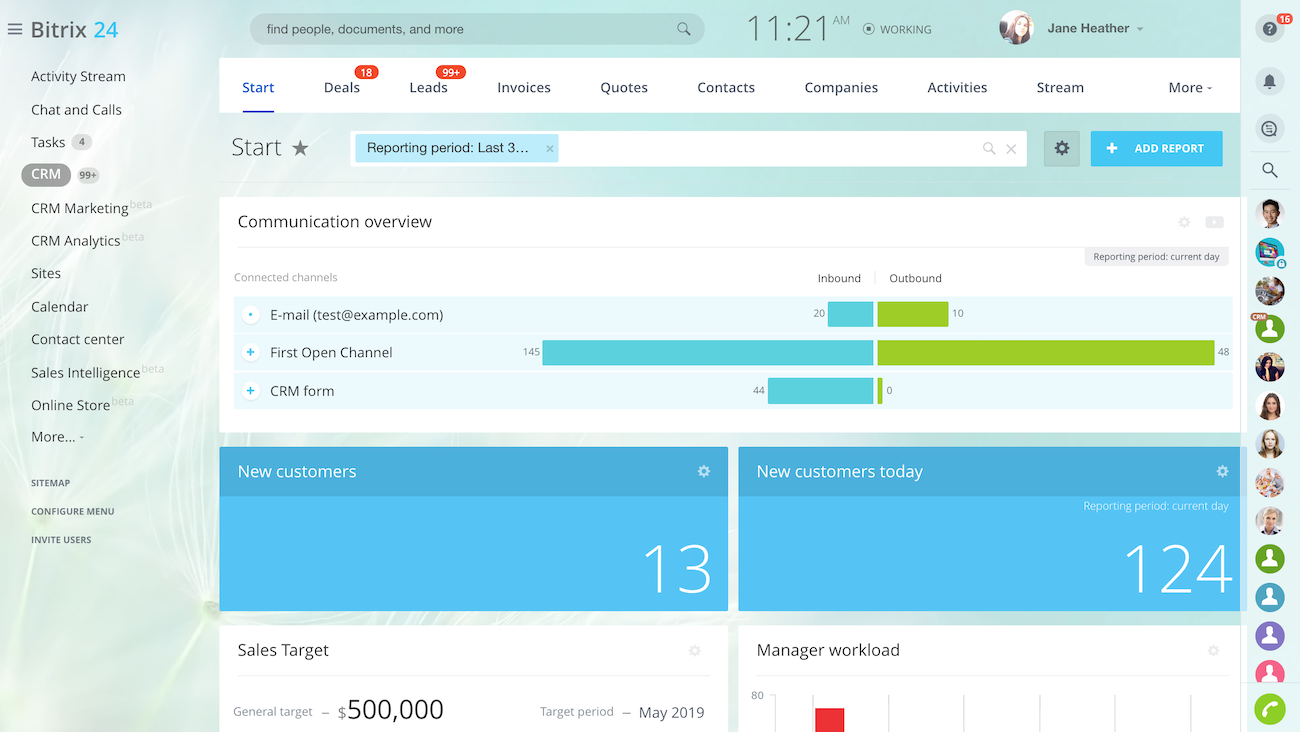 Bitrix 24
find people, documents, and more
11:21 AM
WORKING
Jane Heather
16
Activity Stream
Chat and Calls
Tasks 4
CRM 99+
CRM Marketing beta
CRM Analytics beta
Sites
Calendar
Contact center
Sales Intelligence beta
Online Store beta
More...
SITEMAP
CONFIGURE MENU
INVITE USERS
Start
Deals 18
Leads 99+
Invoices
Quotes
Contacts
Companies
Activities
Stream
More
Start
Reporting period: Last 3...
ADD REPORT
Communication overview
Reporting period: current day
Connected channels
Inbound
Outbound
E-mail (test@example.com) 20 10
First Open Channel 145 48
CRM form 44 0
New customers
13
New customers today
Reporting period: current day
124
Sales Target
General target – $500,000
Target period – May 2019
Manager workload
80
CRM